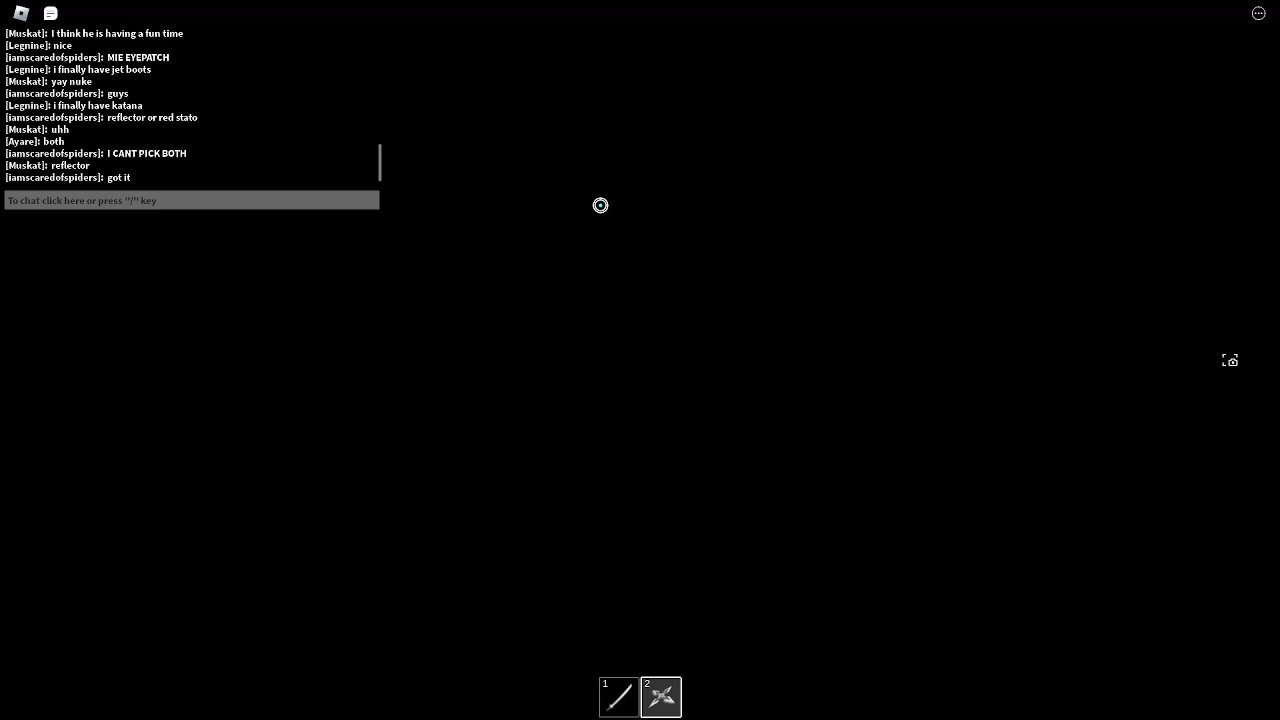 [Muskat]: I think he is having a fun time
[Legnine]: nice
[iamscaredofspiders]: MIE EYEPATCH
[Legnine]: i finally have jet boots
[Muskat]: yay nuke
[iamscaredofspiders]: guys
[Legnine]: i finally have katana
[iamscaredofspiders]: reflector or red stato
[Muskat]: uhh
[Ayare]: both
[iamscaredofspiders]: I CANT PICK BOTH
[Muskat]: reflector
[iamscaredofspiders]: got it
To chat click here or press "/" key
1 2